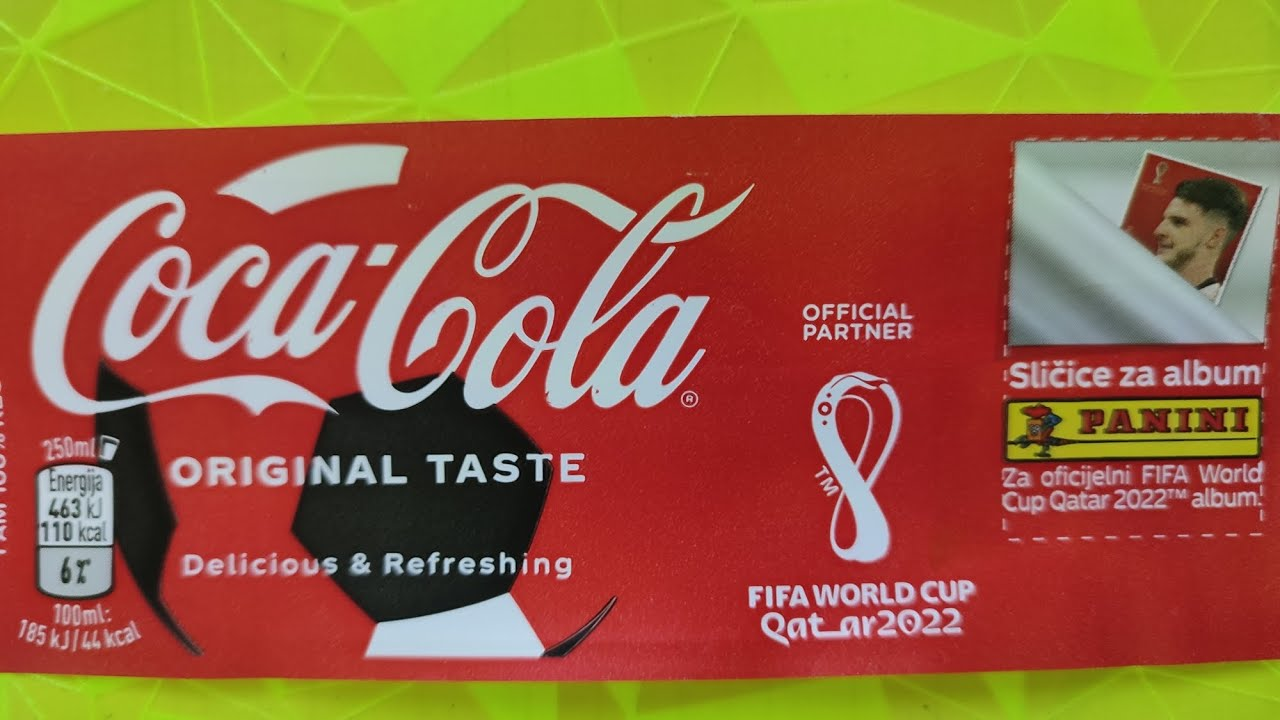 Coca-Cola
®
ORIGINAL TASTE
Delicious & Refreshing
250ml
Energija
463 kJ
110 kcal
6%*
100ml:
185 kJ/44 kcal
OFFICIAL
PARTNER
TM
FIFA WORLD CUP
Qatar2022
Sličice za album
PANINI
Za oficijelni FIFA World
Cup Qatar 2022™ album.